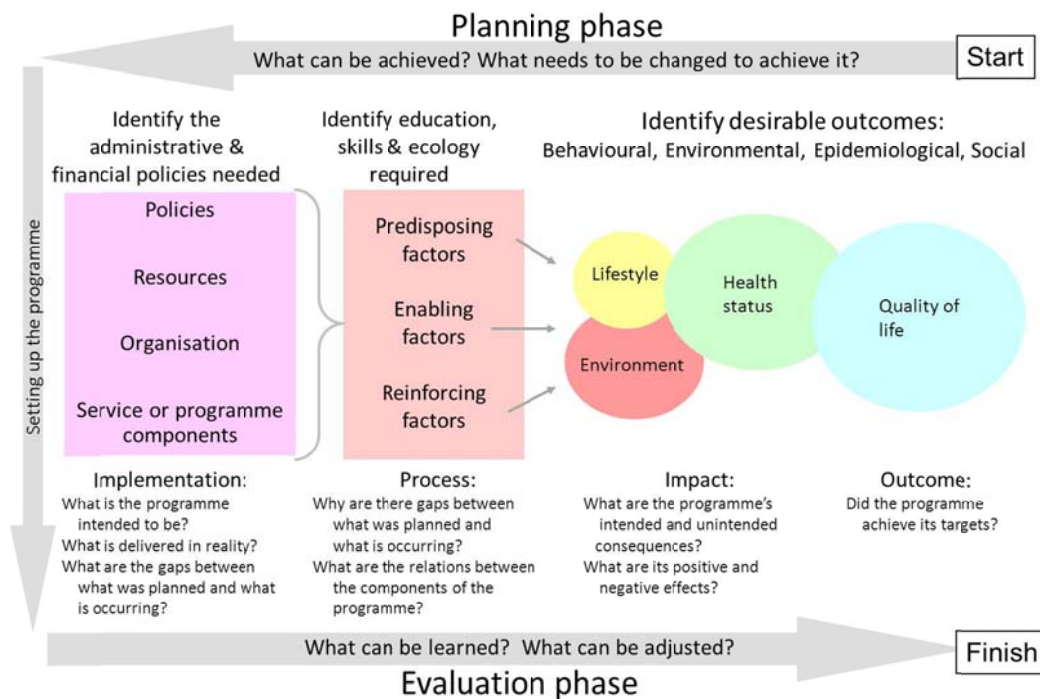 Planning phase
What can be achieved? What needs to be changed to achieve it?
Start
Setting up the programme
Identify the
administrative &
financial policies needed
Policies
Resources
Organisation
Service or programme
components
Identify education,
skills & ecology
required
Predisposing
factors
Enabling
factors
Reinforcing
factors
Identify desirable outcomes:
Behavioural, Environmental, Epidemiological, Social
Lifestyle
Environment
Health
status
Quality of
life
Implementation:
What is the programme
intended to be?
What is delivered in reality?
What are the gaps between
what was planned and what
is occurring?
Process:
Why are there gaps between
what was planned and
what is occurring?
What are the relations between
the components of the
programme?
Impact:
What are the programme's
intended and unintended
consequences?
What are its positive and
negative effects?
Outcome:
Did the programme
achieve its targets?
What can be learned? What can be adjusted?
Finish
Evaluation phase